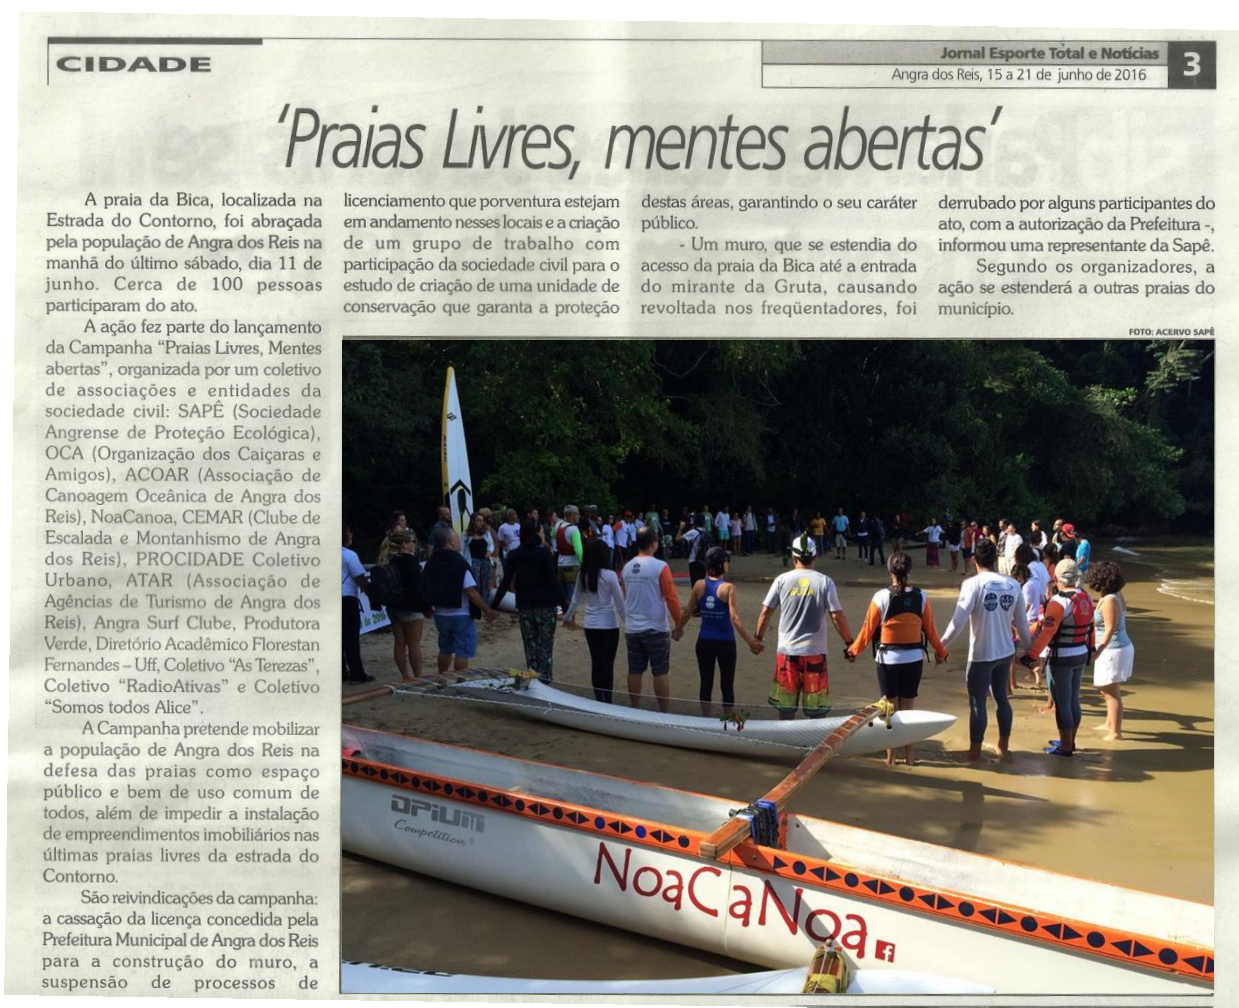 CIDADE
Jornal Esporte Total e Notícias
Angra dos Reis, 15 a 21 de junho de 2016
3
‘Praias Livres, mentes abertas’
A praia da Bica, localizada na
Estrada do Contorno, foi abraçada
pela população de Angra dos Reis na
manhã do último sábado, dia 11 de
junho. Cerca de 100 pessoas
participaram do ato.
A ação fez parte do lançamento
da Campanha “Praias Livres, Mentes
abertas”, organizada por um coletivo
de associações e entidades da
sociedade civil: SAPÊ (Sociedade
Angrense de Proteção Ecológica),
OCA (Organização dos Caiçaras e
Amigos), ACOAR (Associação de
Canoagem Oceânica de Angra dos
Reis), NoaCanoa, CEMAR (Clube de
Escalada e Montanhismo de Angra
dos Reis), PROCIDADE Coletivo
Urbano, ATAR (Associação de
Agências de Turismo de Angra dos
Reis), Angra Surf Clube, Produtora
Verde, Diretório Acadêmico Florestan
Fernandes – Uff, Coletivo “As Terezas”,
Coletivo “RadioAtivas” e Coletivo
“Somos todos Alice”.
A Campanha pretende mobilizar
a população de Angra dos Reis na
defesa das praias como espaço
público e bem de uso comum de
todos, além de impedir a instalação
de empreendimentos imobiliários nas
últimas praias livres da estrada do
Contorno.
São reivindicações da campanha:
a cassação da licença concedida pela
Prefeitura Municipal de Angra dos Reis
para a construção do muro, a
suspensão de processos de
licenciamento que porventura estejam
em andamento nesses locais e a criação
de um grupo de trabalho com
participação da sociedade civil para o
estudo de criação de uma unidade de
conservação que garanta a proteção
destas áreas, garantindo o seu caráter
público.
- Um muro, que se estendia do
acesso da praia da Bica até a entrada
do mirante da Gruta, causando
revoltada nos freqüentadores, foi
derrubado por alguns participantes do
ato, com a autorização da Prefeitura -,
informou uma representante da Sapê.
Segundo os organizadores, a
ação se estenderá a outras praias do
município.
FOTO: ACERVO SAPÊ
OPIUM
Competition
NoaCaNoa
f